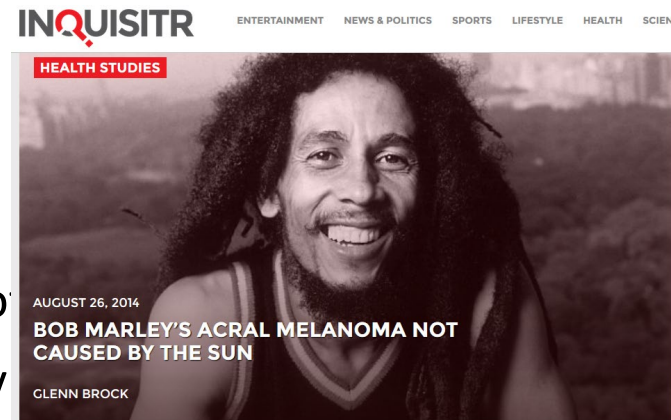 INQUISITR
ENTERTAINMENT NEWS & POLITICS SPORTS LIFESTYLE HEALTH SCIEN
HEALTH STUDIES
AUGUST 26, 2014
BOB MARLEY'S ACRAL MELANOMA NOT
CAUSED BY THE SUN
GLENN BROCK